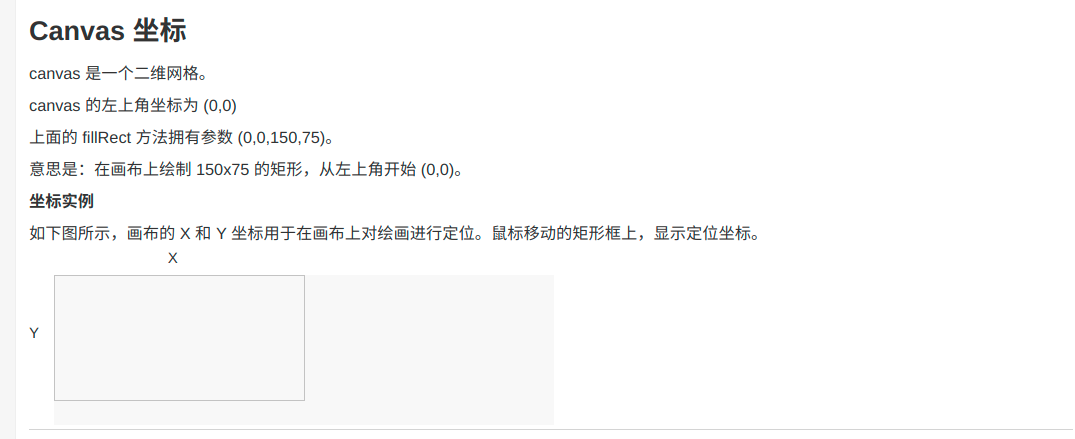 Canvas 坐标
canvas 是一个二维网格。
canvas 的左上角坐标为 (0,0)
上面的 fillRect 方法拥有参数 (0,0,150,75)。
意思是：在画布上绘制 150x75 的矩形，从左上角开始 (0,0)。
坐标实例
如下图所示，画布的 X 和 Y 坐标用于在画布上对绘画进行定位。鼠标移动的矩形框上，显示定位坐标。
X
Y